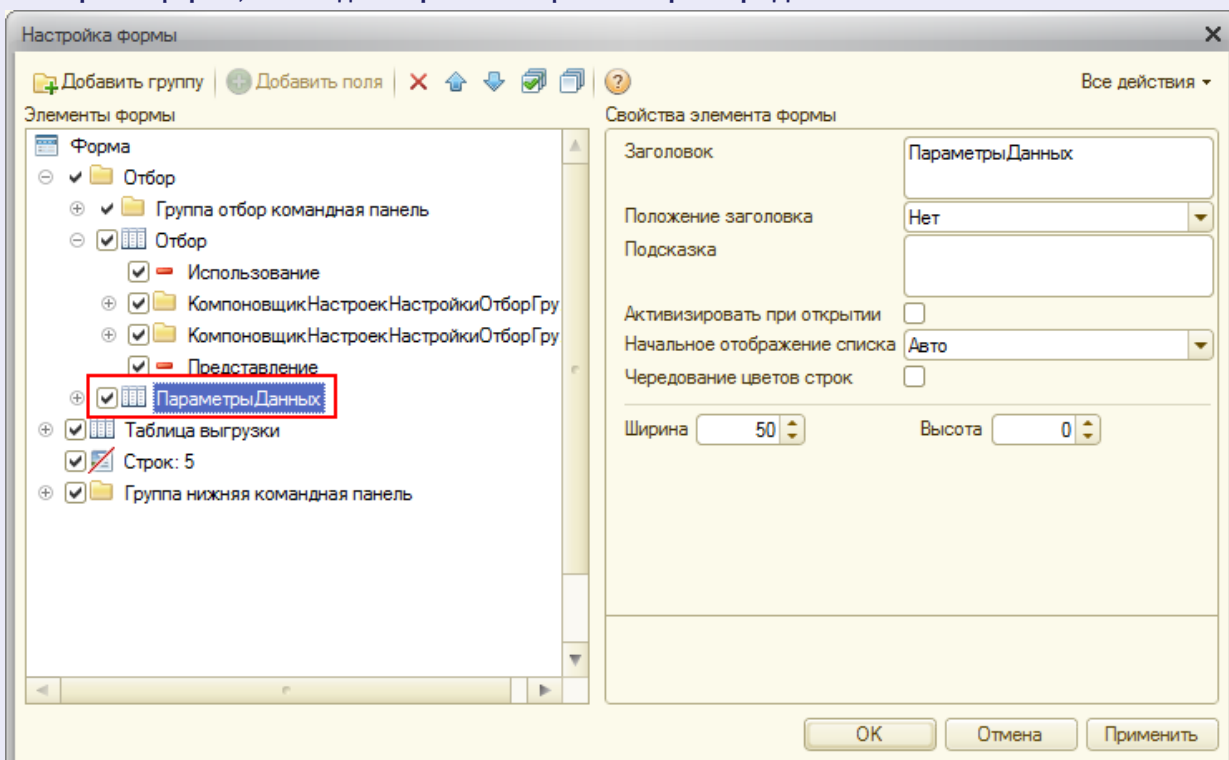 Настройка формы
Добавить группу Добавить поля Все действия
Элементы формы
Свойства элемента формы
Форма
Отбор
Группа отбор командная панель
Отбор
Использование
КомпоновщикНастроекНастройкиОтборГру
КомпоновщикНастроекНастройкиОтборГру
Представление
ПараметрыДанных
Таблица выгрузки
Строк: 5
Группа нижняя командная панель
Заголовок ПараметрыДанных
Положение заголовка Нет
Подсказка
Активизировать при открытии
Начальное отображение списка Авто
Чередование цветов строк
Ширина 50 Высота 0
ОК Отмена Применить